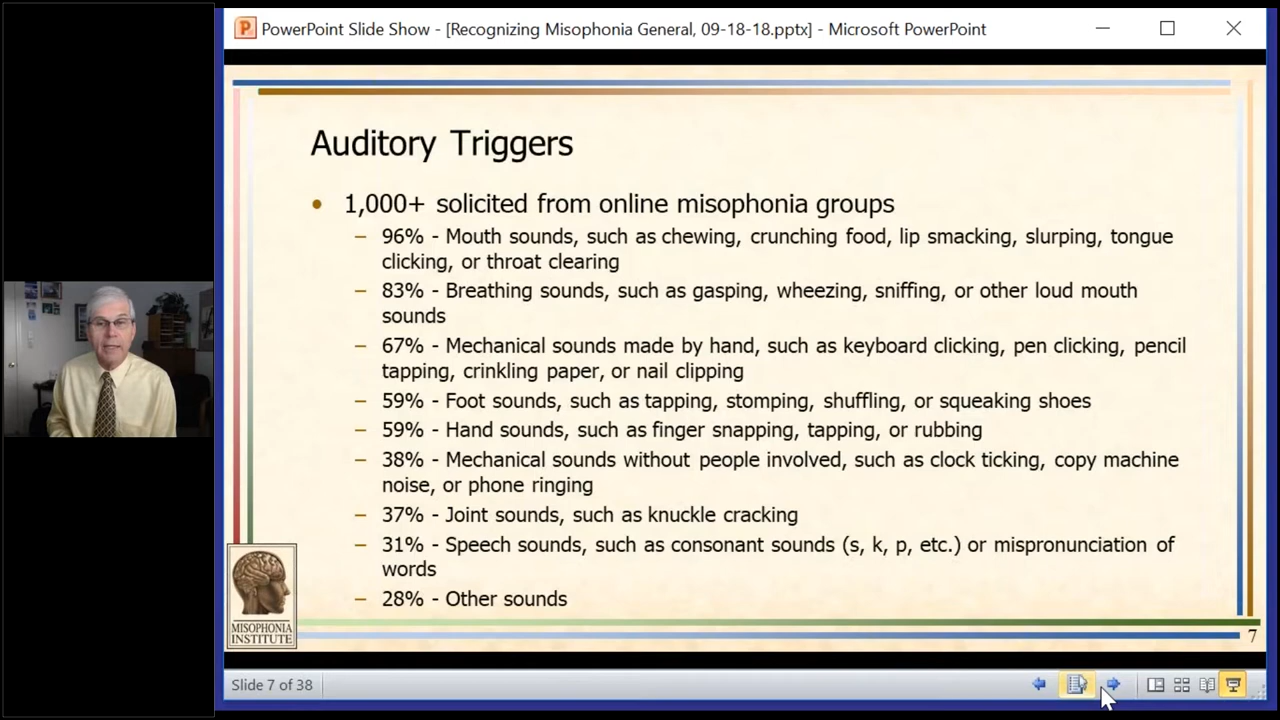 PowerPoint Slide Show - [Recognizing Misophonia General, 09-18-18.pptx] - Microsoft PowerPoint
Auditory Triggers
• 1,000+ solicited from online misophonia groups
– 96% - Mouth sounds, such as chewing, crunching food, lip smacking, slurping, tongue
clicking, or throat clearing
– 83% - Breathing sounds, such as gasping, wheezing, sniffing, or other loud mouth
sounds
– 67% - Mechanical sounds made by hand, such as keyboard clicking, pen clicking, pencil
tapping, crinkling paper, or nail clipping
– 59% - Foot sounds, such as tapping, stomping, shuffling, or squeaking shoes
– 59% - Hand sounds, such as finger snapping, tapping, or rubbing
– 38% - Mechanical sounds without people involved, such as clock ticking, copy machine
noise, or phone ringing
– 37% - Joint sounds, such as knuckle cracking
– 31% - Speech sounds, such as consonant sounds (s, k, p, etc.) or mispronunciation of
words
– 28% - Other sounds
MISOPHONIA
INSTITUTE
7
Slide 7 of 38